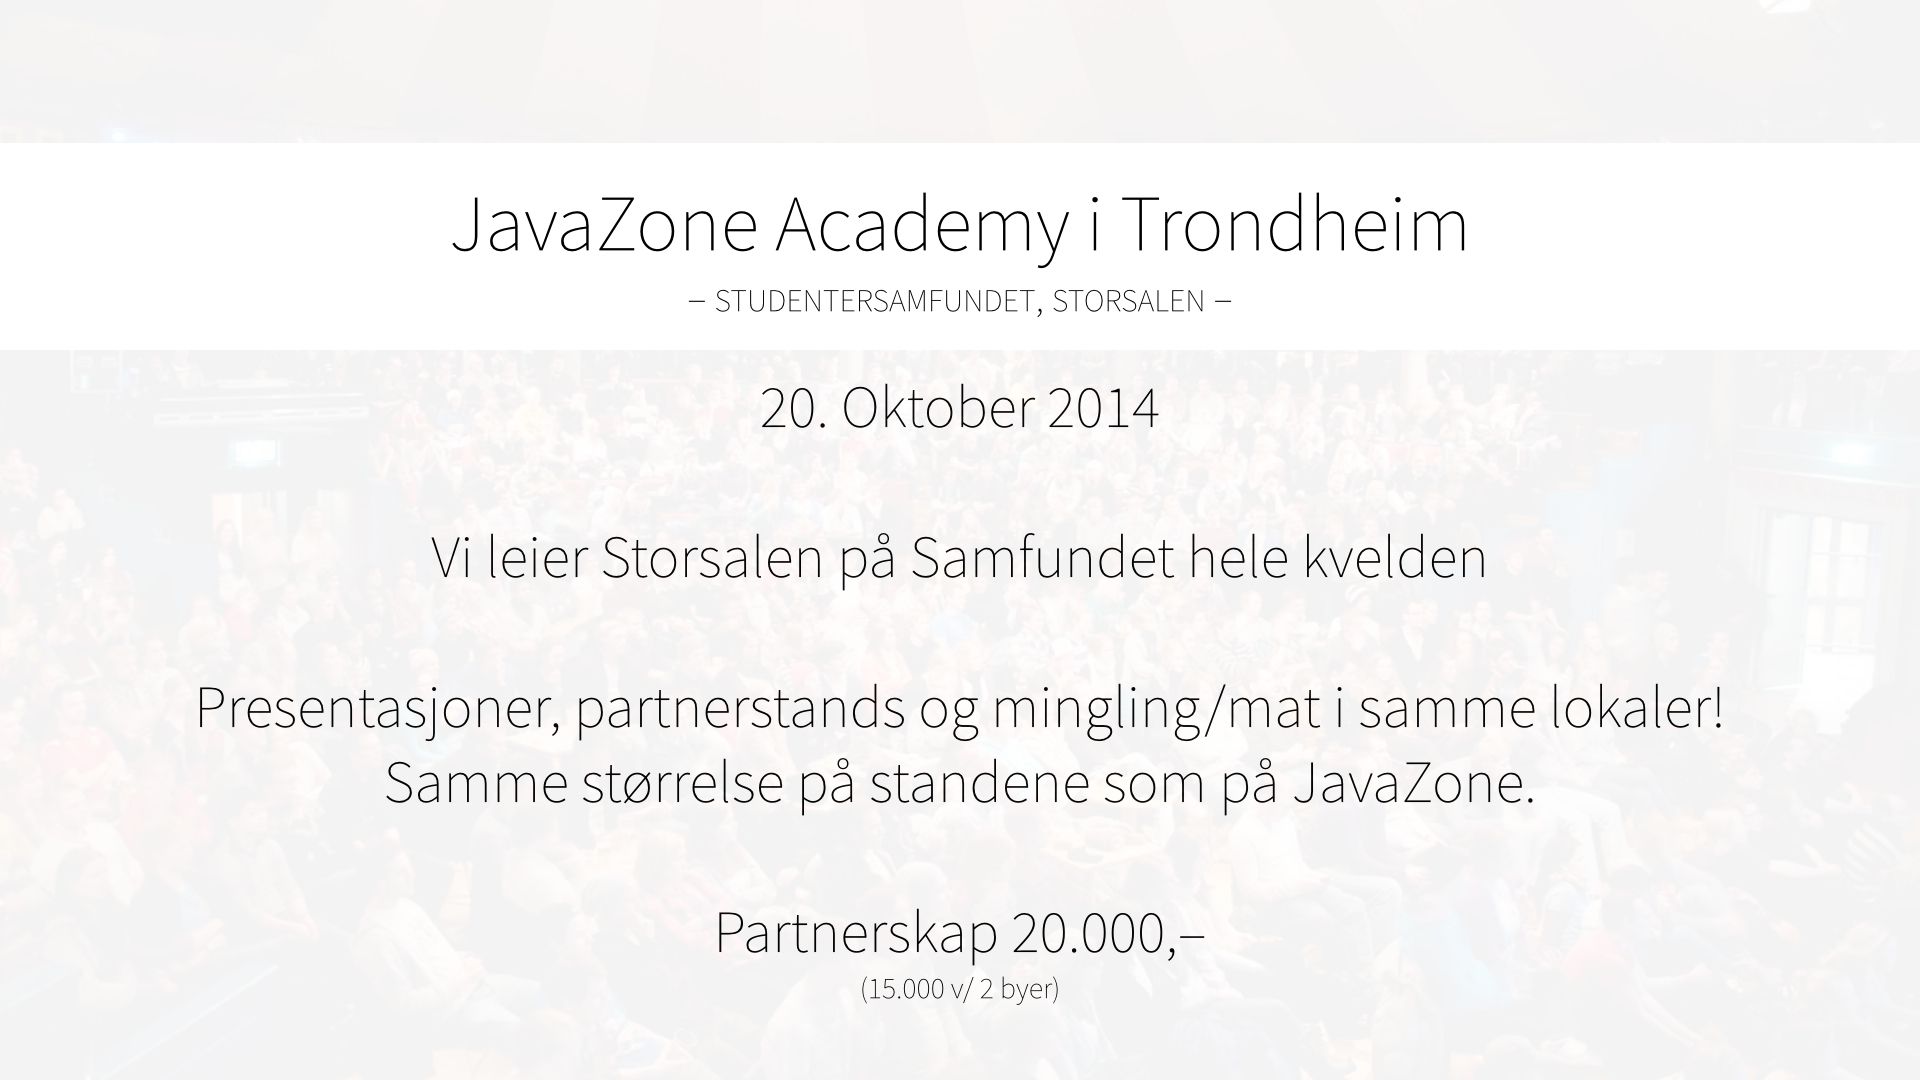 JavaZone Academy i Trondheim
– STUDENTERSAMFUNDET, STORSALEN –
20. Oktober 2014
Vi leier Storsalen på Samfundet hele kvelden
Presentasjoner, partnerstands og mingling/mat i samme lokaler!
Samme størrelse på standene som på JavaZone.
Partnerskap 20.000,–
(15.000 v/ 2 byer)